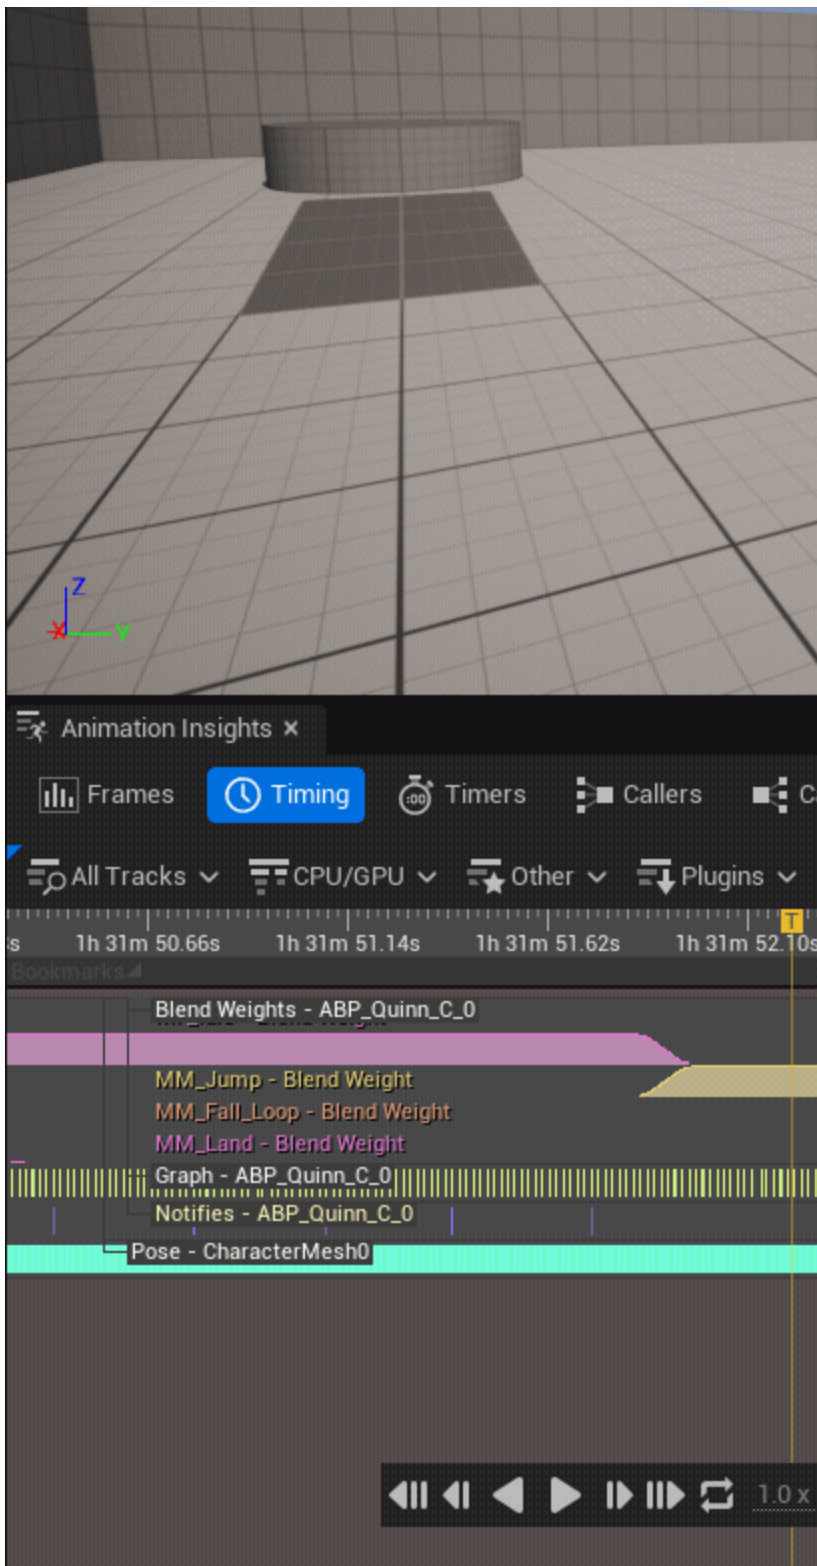 Z
X
Y
Animation Insights
Frames
Timing
:00
Timers
Callers
All Tracks
CPU/GPU
Other
Plugins
T
1h 31m 50.66s
1h 31m 51.14s
1h 31m 51.62s
1h 31m 52.10s
Bookmarks
Blend Weights - ABP_Quinn_C_0
MM_Jump - Blend Weight
MM_Fall_Loop - Blend Weight
MM_Land - Blend Weight
Graph - ABP_Quinn_C_0
Notifies - ABP_Quinn_C_0
Pose - CharacterMesh0
1.0 x